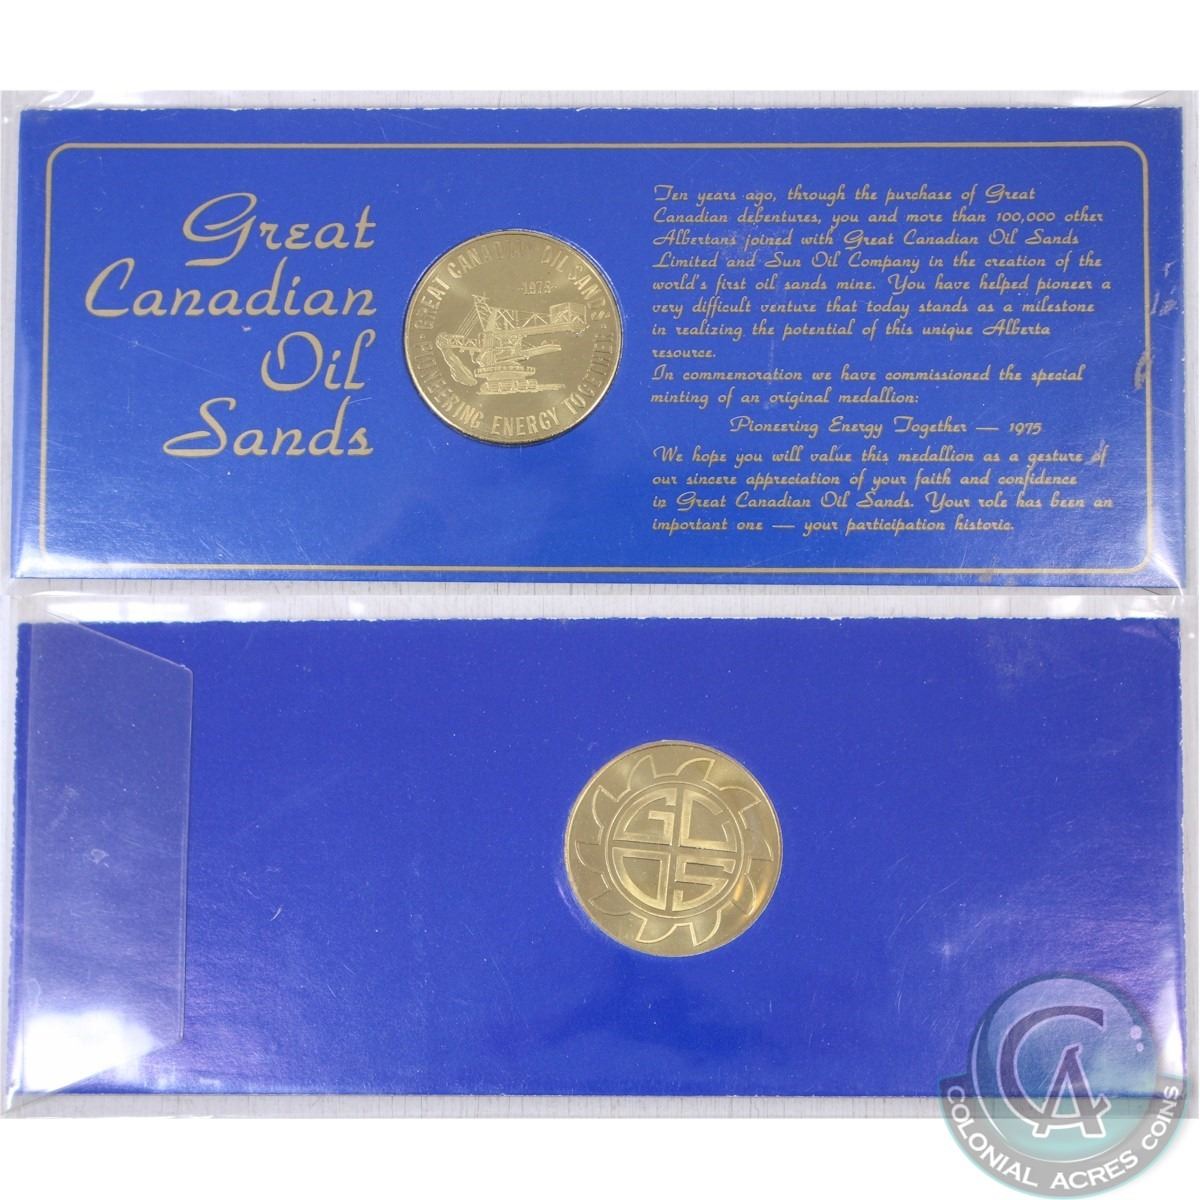 Great
Canadian
Oil
Sands
GREAT CANADIAN OIL SANDS
·1975·
PIONEERING ENERGY TOGETHER
Ten years ago, through the purchase of Great
Canadian debentures, you and more than 100,000 other
Albertans joined with Great Canadian Oil Sands
Limited and Sun Oil Company in the creation of the
world's first oil sands mine. You have helped pioneer a
very difficult venture that today stands as a milestone
in realizing the potential of this unique Alberta
resource.
In commemoration we have commissioned the special
minting of an original medallion:
Pioneering Energy Together — 1975
We hope you will value this medallion as a gesture of
our sincere appreciation of your faith and confidence
in Great Canadian Oil Sands. Your role has been an
important one — your participation historic.
GC
OS
CA
COLONIAL ACRES COINS